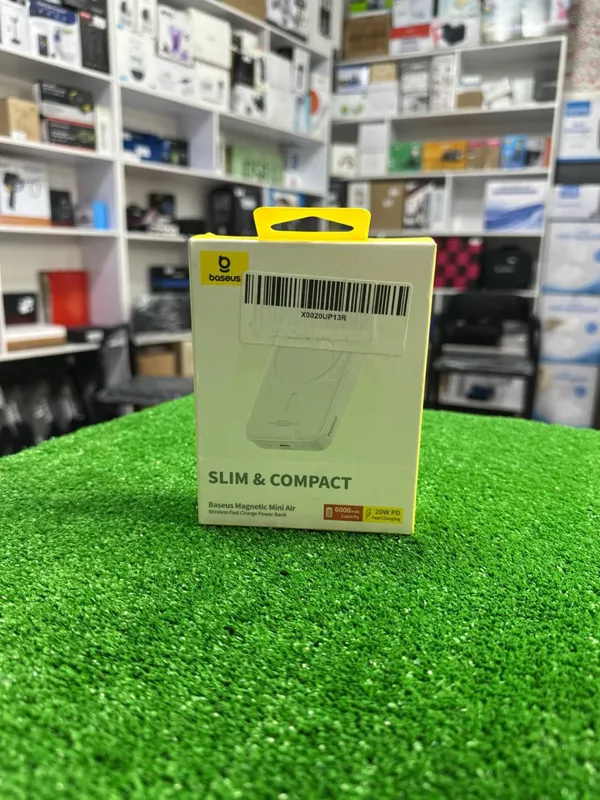 baseus
X0020UP13R
SLIM & COMPACT
Baseus Magnetic Mini Air
Wireless Fast Charge Power Bank
6000mAh
Capacity
20W PD
Fast Charging